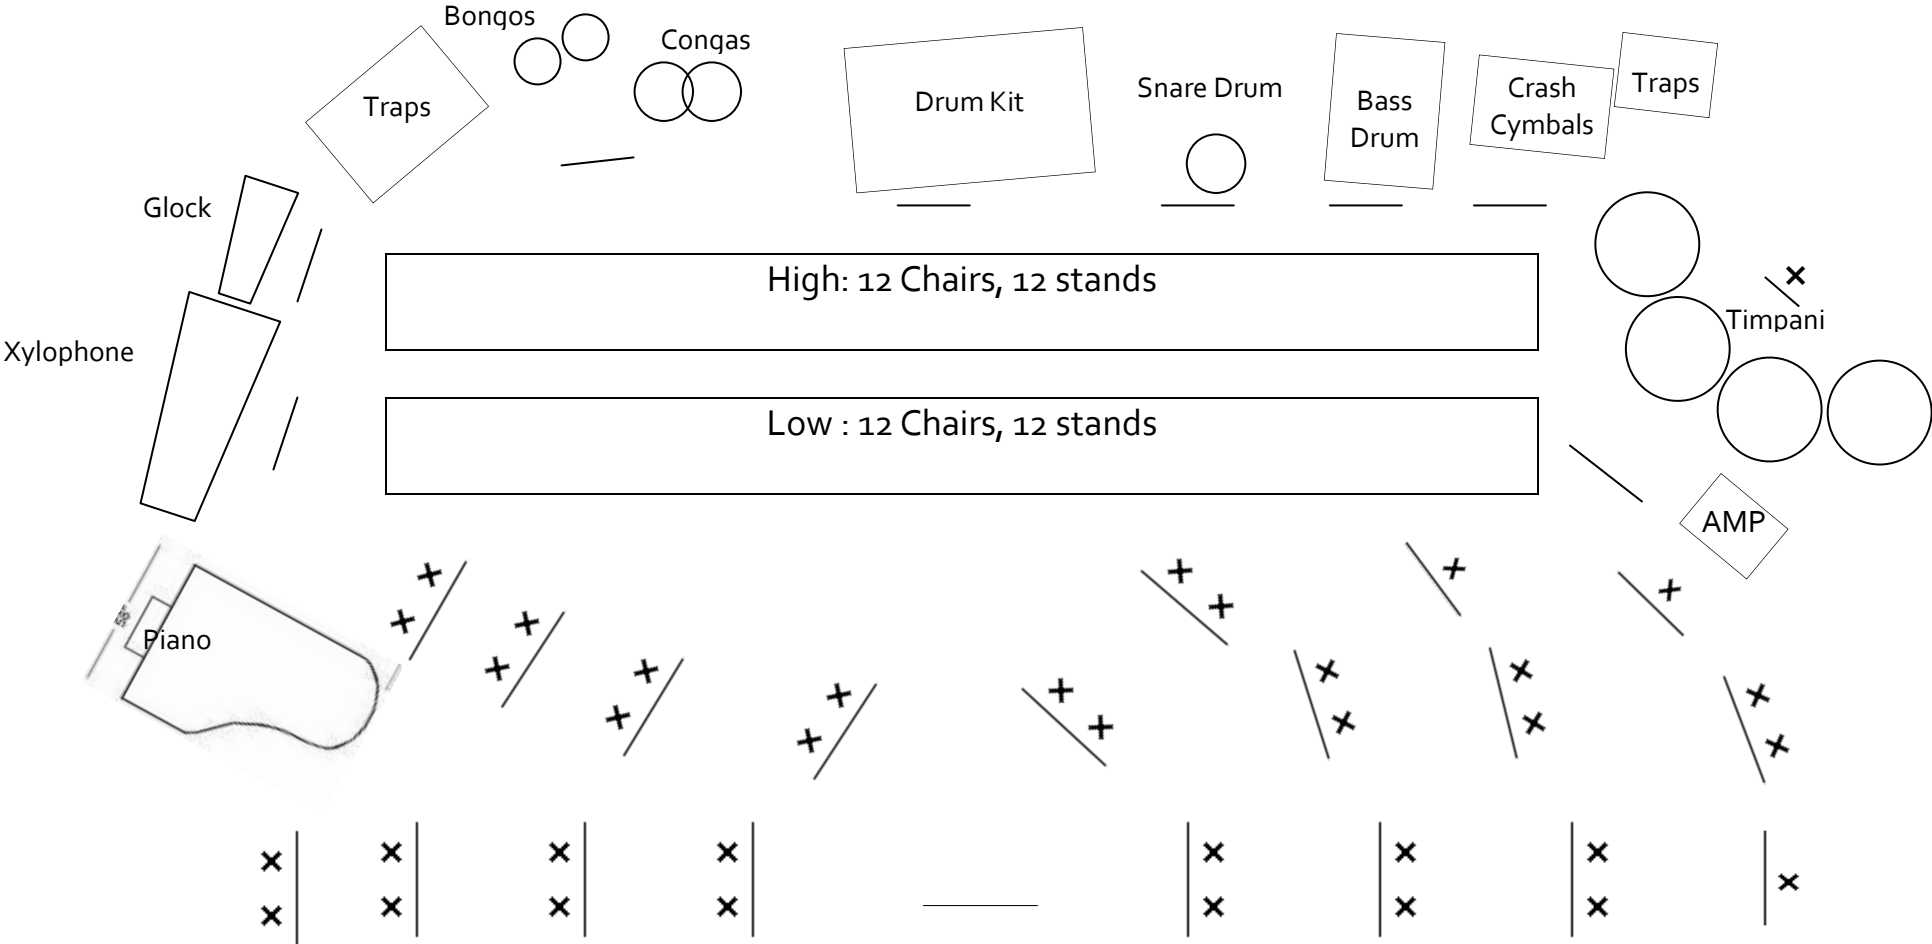 Bongos
Congas
Traps
Drum Kit
Snare Drum
Bass
Drum
Crash
Cymbals
Traps
Glock
High: 12 Chairs, 12 stands
Timpani
Xylophone
Low : 12 Chairs, 12 stands
AMP
Piano